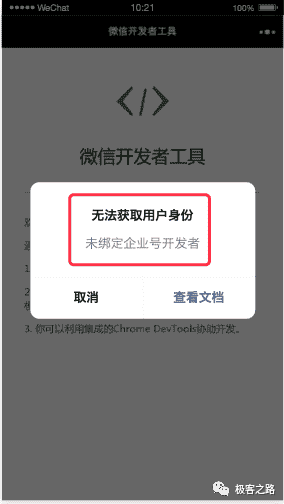 WeChat 10:21 100%
微信开发者工具
</>
微信开发者工具
无法获取用户身份
未绑定企业号开发者
取消 查看文档
3. 你可以利用集成的Chrome DevTools协助开发。
极客之路